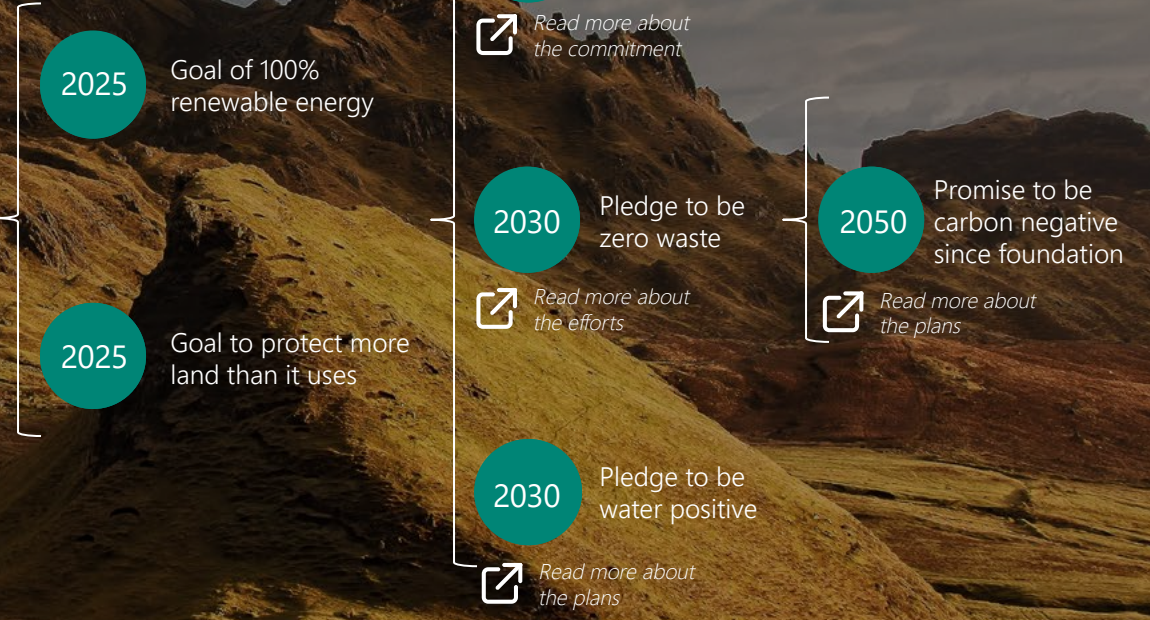 2025
Goal of 100%
renewable energy
2025
Goal to protect more
land than it uses
Read more about
the commitment
2030
Pledge to be
zero waste
Read more about
the efforts
2030
Pledge to be
water positive
Read more about
the plans
2050
Promise to be
carbon negative
since foundation
Read more about
the plans